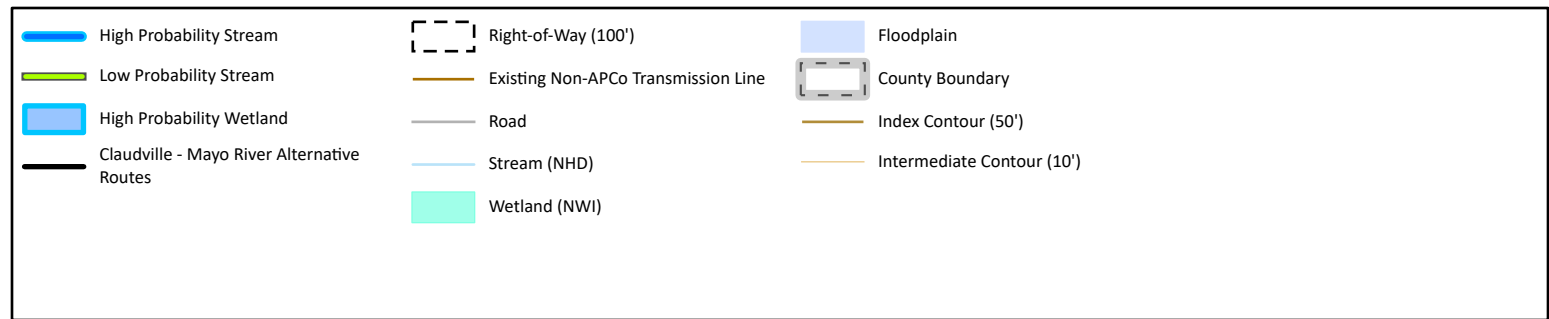 High Probability Stream
Low Probability Stream
High Probability Wetland
Claudville - Mayo River Alternative
Routes
Right-of-Way (100')
Existing Non-APCo Transmission Line
Road
Stream (NHD)
Wetland (NWI)
Floodplain
County Boundary
Index Contour (50')
Intermediate Contour (10')